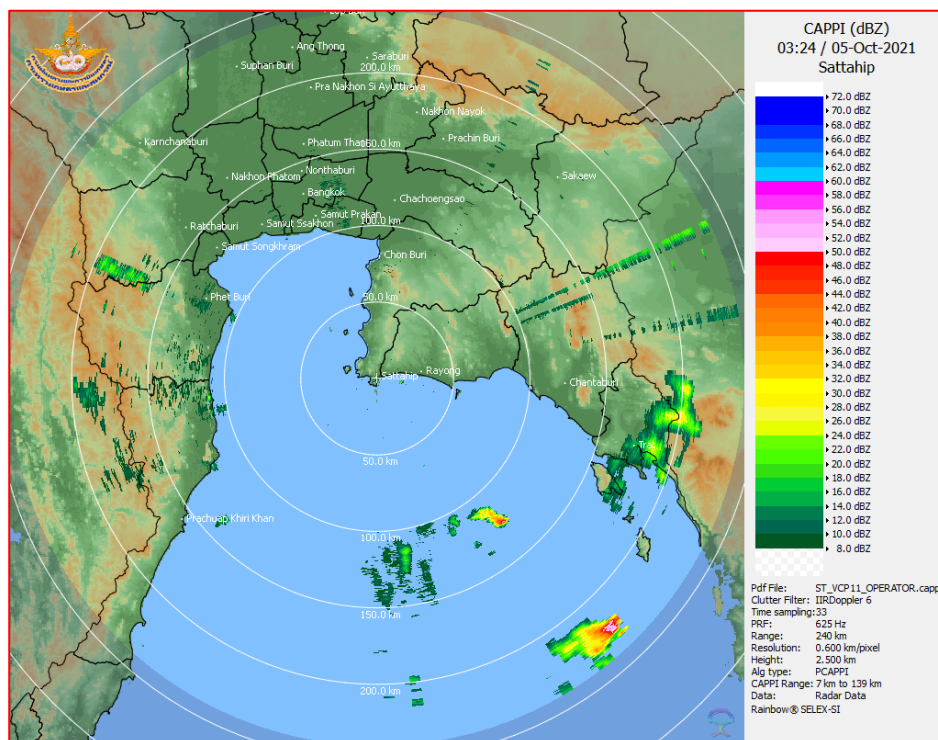 CAPPI (dBZ)
03:24 / 05-Oct-2021
Sattahip
72.0 dBZ
70.0 dBZ
68.0 dBZ
66.0 dBZ
64.0 dBZ
62.0 dBZ
60.0 dBZ
58.0 dBZ
56.0 dBZ
54.0 dBZ
52.0 dBZ
50.0 dBZ
48.0 dBZ
46.0 dBZ
44.0 dBZ
42.0 dBZ
40.0 dBZ
38.0 dBZ
36.0 dBZ
34.0 dBZ
32.0 dBZ
30.0 dBZ
28.0 dBZ
26.0 dBZ
24.0 dBZ
22.0 dBZ
20.0 dBZ
18.0 dBZ
16.0 dBZ
14.0 dBZ
12.0 dBZ
10.0 dBZ
8.0 dBZ
Pdf File: ST_VCP11_OPERATOR.capp
Clutter Filter: IIRDoppler 6
Time sampling:33
PRF: 625 Hz
Range: 240 km
Resolution: 0.600 km/pixel
Height: 2.500 km
Alg type: PCAPPI
CAPPI Range: 7 km to 139 km
Data: Radar Data
Rainbow® SELEX-SI
Ang Thong
Saraburi
Suphan Buri
200.0 km
Pra Nakhon Si Ayutthaya
Nakhon Nayok
Prachin Buri
Karnchanaburi
Phatum Thai
150.0 km
Nonthaburi
Nakhon Phatom
Sakaew
Bangkok
Chachoengsao
Samut Prakan
Samut Ssakhon
100.0 km
Ratchaburi
Samut Songkhram
Chon Buri
Phet Buri
50.0 km
Rayong
Sattahip
Chantaburi
50.0 km
Prachuap Khiri Khan
100.0 km
150.0 km
200.0 km